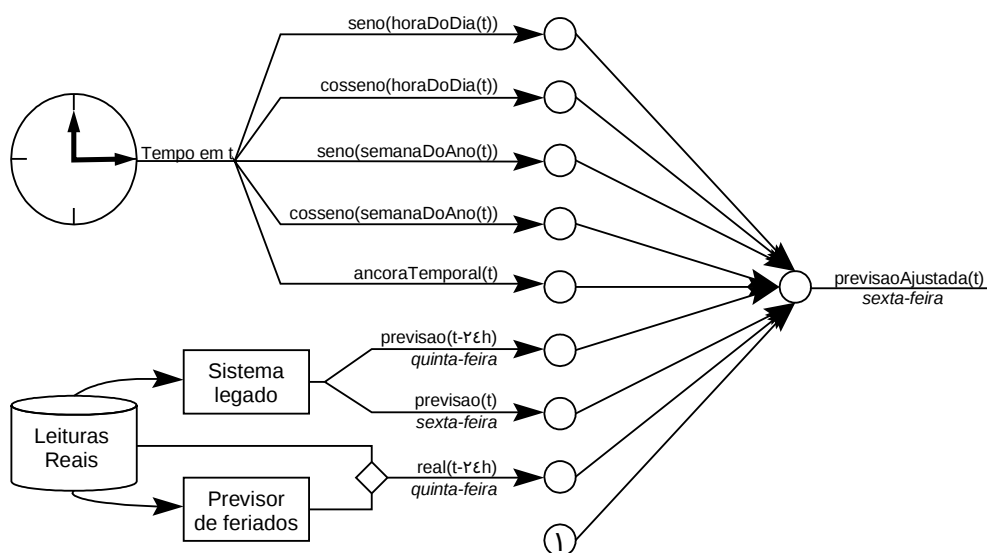 seno(horaDoDia(t))
cosseno(horaDoDia(t))
Tempo em t
seno(semanaDoAno(t))
cosseno(semanaDoAno(t))
ancoraTemporal(t)
previsaoAjustada(t)
sexta-feira
previsao(t-٢٤h)
quinta-feira
Sistema
legado
previsao(t)
sexta-feira
Leituras
Reais
real(t-٢٤h)
quinta-feira
Previsor
de feriados
١